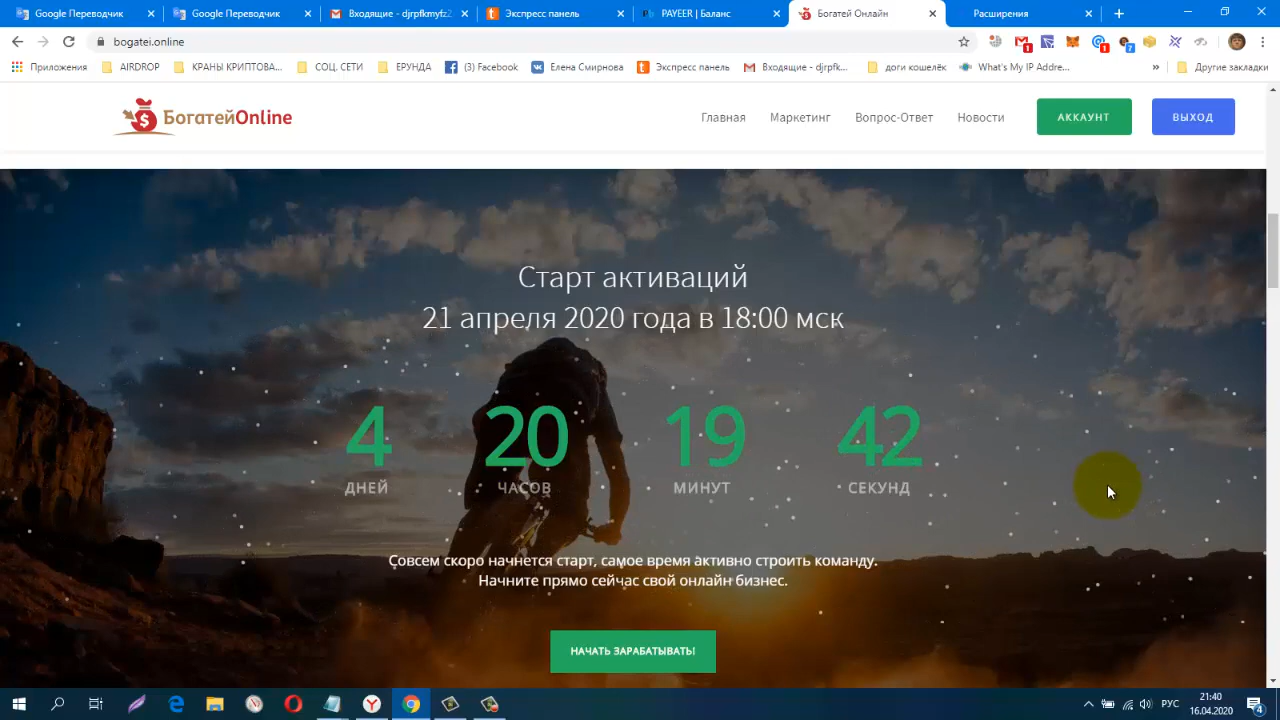 Google Переводчик
Google Переводчик
Входящие - djrpfkmyfz2
Экспресс панель
PAYEER | Баланс
Богатей Онлайн
Расширения
bogatei.online
Приложения
AIRDROP
КРАНЫ КРИПТОВА...
СОЦ. СЕТИ
ЕРУНДА
(3) Facebook
Елена Смирнова
Экспресс панель
Входящие - djrpfk...
доги кошелёк
What's My IP Addre...
»
Другие закладки
БогатейOnline
Главная
Маркетинг
Вопрос-Ответ
Новости
АККАУНТ
ВЫХОД
Старт активаций
21 апреля 2020 года в 18:00 мск
4 20 19 42
ДНЕЙ ЧАСОВ МИНУТ СЕКУНД
Совсем скоро начнется старт, самое время активно строить команду.
Начните прямо сейчас свой онлайн бизнес.
НАЧАТЬ ЗАРАБАТЫВАТЬ!
РУС
21:40
16.04.2020